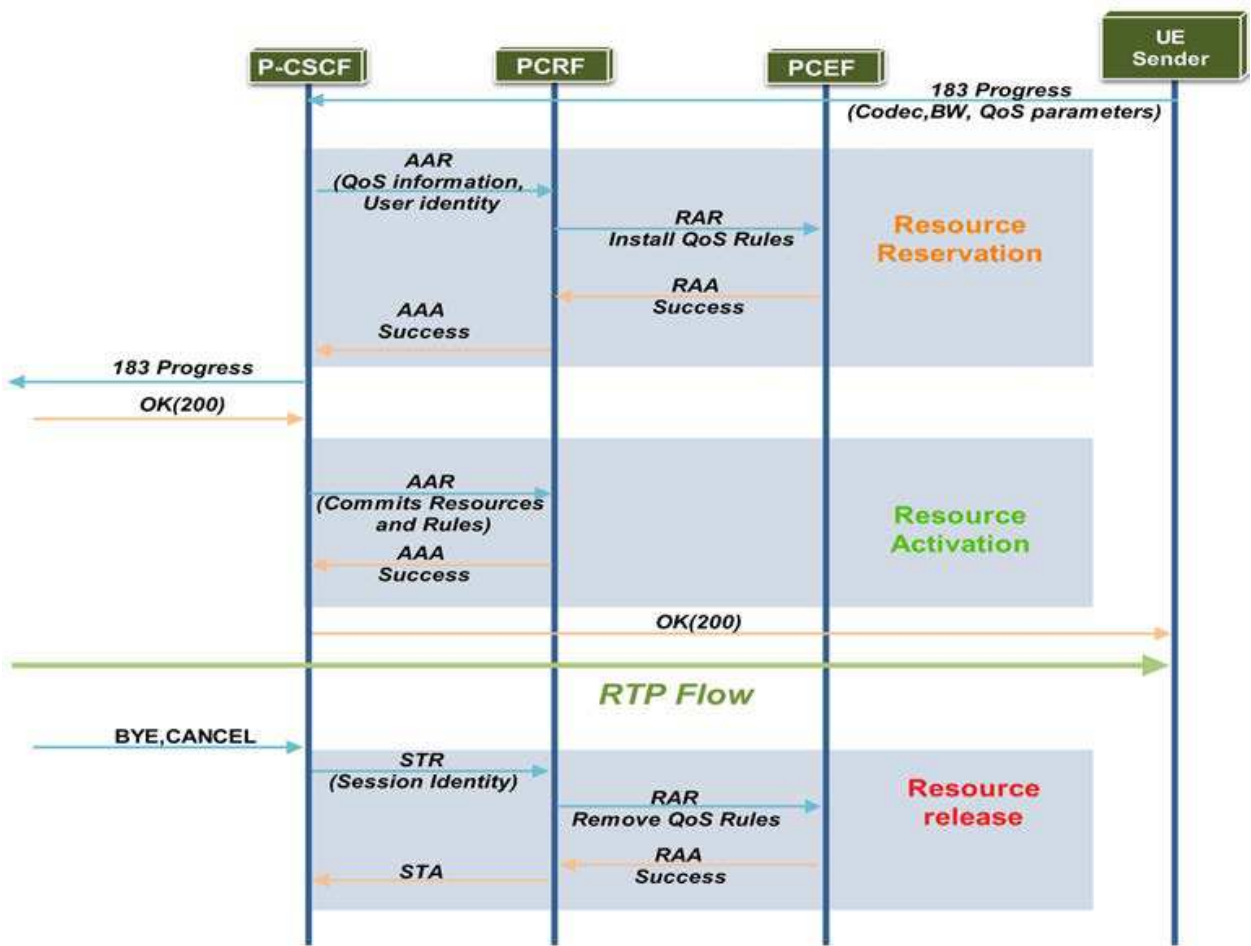 UE
Sender
P-CSCF
PCRF
PCEF
183 Progress
(Codec,BW, QoS parameters)
AAR
(QoS information,
User identity
RAR
Install QoS Rules
Resource
Reservation
RAA
Success
AAA
Success
183 Progress
OK(200)
AAR
(Commits Resources
and Rules)
Resource
Activation
AAA
Success
OK(200)
RTP Flow
BYE,CANCEL
STR
(Session Identity)
RAR
Remove QoS Rules
Resource
release
RAA
Success
STA